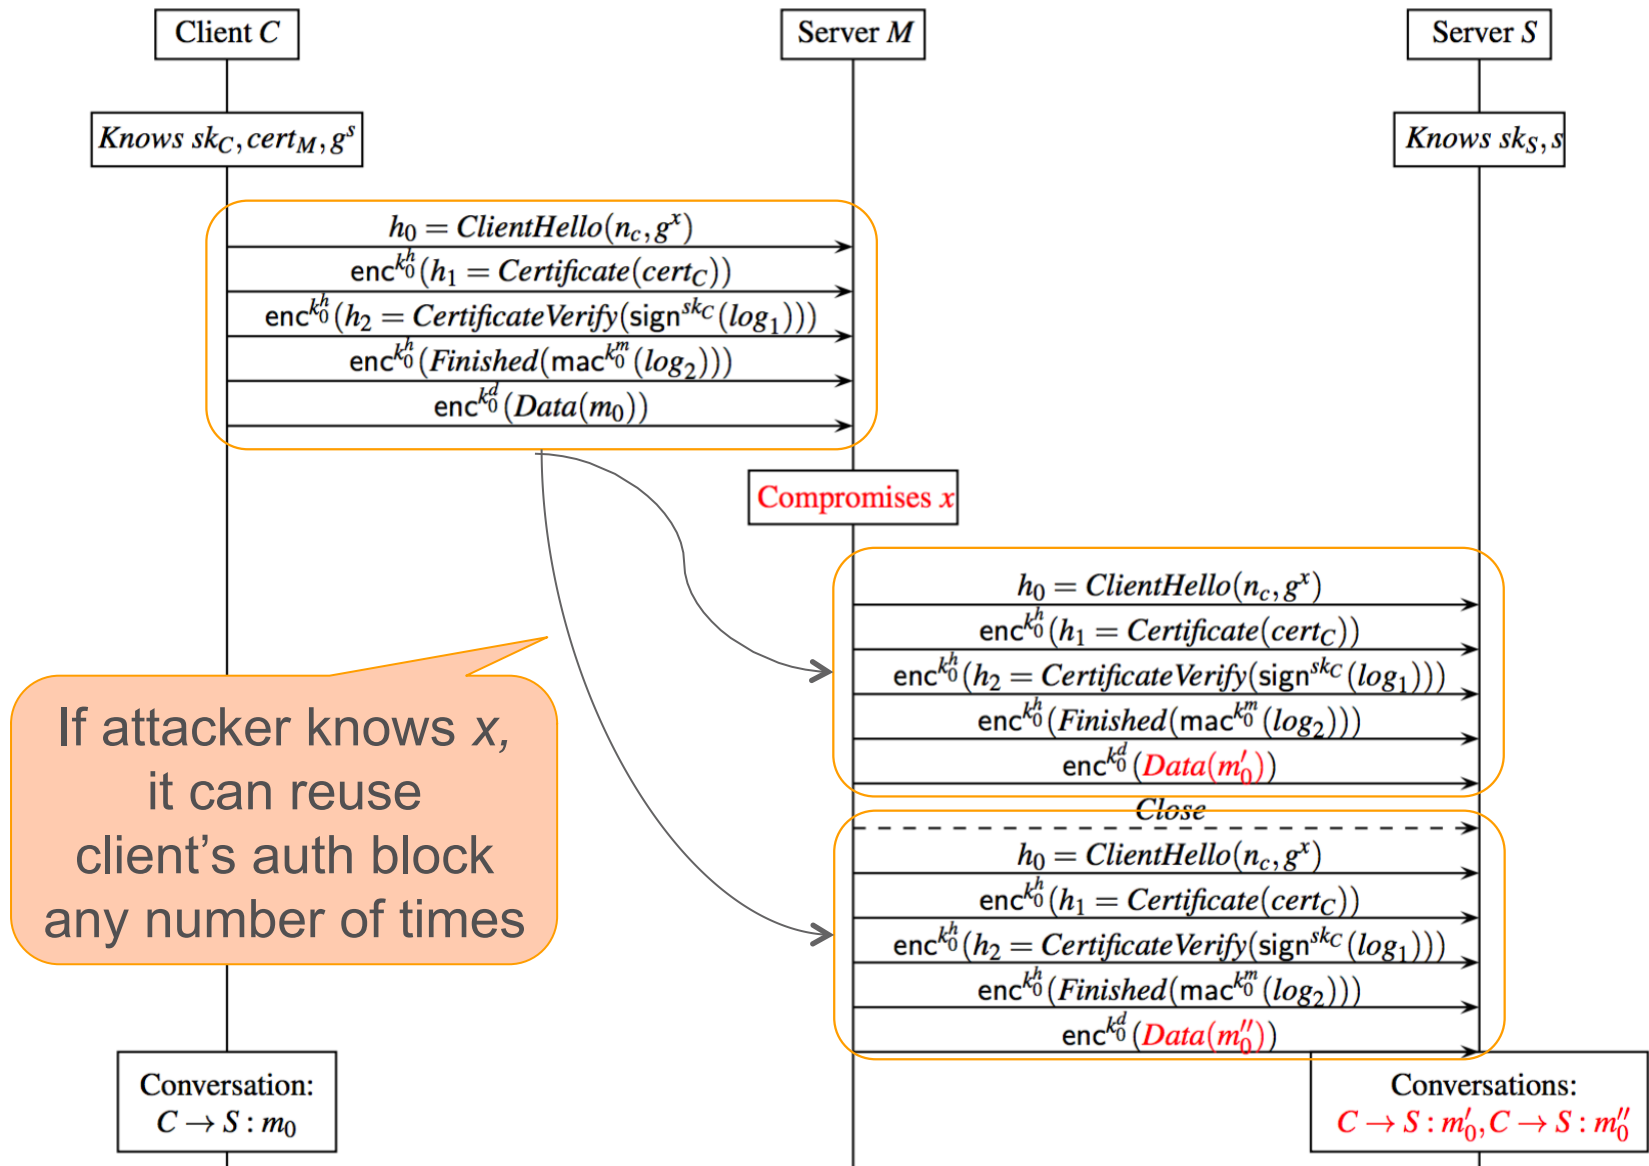 Client C
Server M
Server S
Knows sk_C, cert_M, g^s
Knows sk_S, s
h_0 = ClientHello(n_c, g^x)
enc^{k_0^h}(h_1 = Certificate(cert_C))
enc^{k_0^h}(h_2 = CertificateVerify(sign^{sk_C}(log_1)))
enc^{k_0^h}(Finished(mac^{k_0^m}(log_2)))
enc^{k_0^d}(Data(m_0))
Compromises x
h_0 = ClientHello(n_c, g^x)
enc^{k_0^h}(h_1 = Certificate(cert_C))
enc^{k_0^h}(h_2 = CertificateVerify(sign^{sk_C}(log_1)))
enc^{k_0^h}(Finished(mac^{k_0^m}(log_2)))
enc^{k_0^d}(Data(m_0'))
Close
h_0 = ClientHello(n_c, g^x)
enc^{k_0^h}(h_1 = Certificate(cert_C))
enc^{k_0^h}(h_2 = CertificateVerify(sign^{sk_C}(log_1)))
enc^{k_0^h}(Finished(mac^{k_0^m}(log_2)))
enc^{k_0^d}(Data(m_0''))
If attacker knows x,
it can reuse
client's auth block
any number of times
Conversation:
C → S : m_0
Conversations:
C → S : m_0', C → S : m_0''